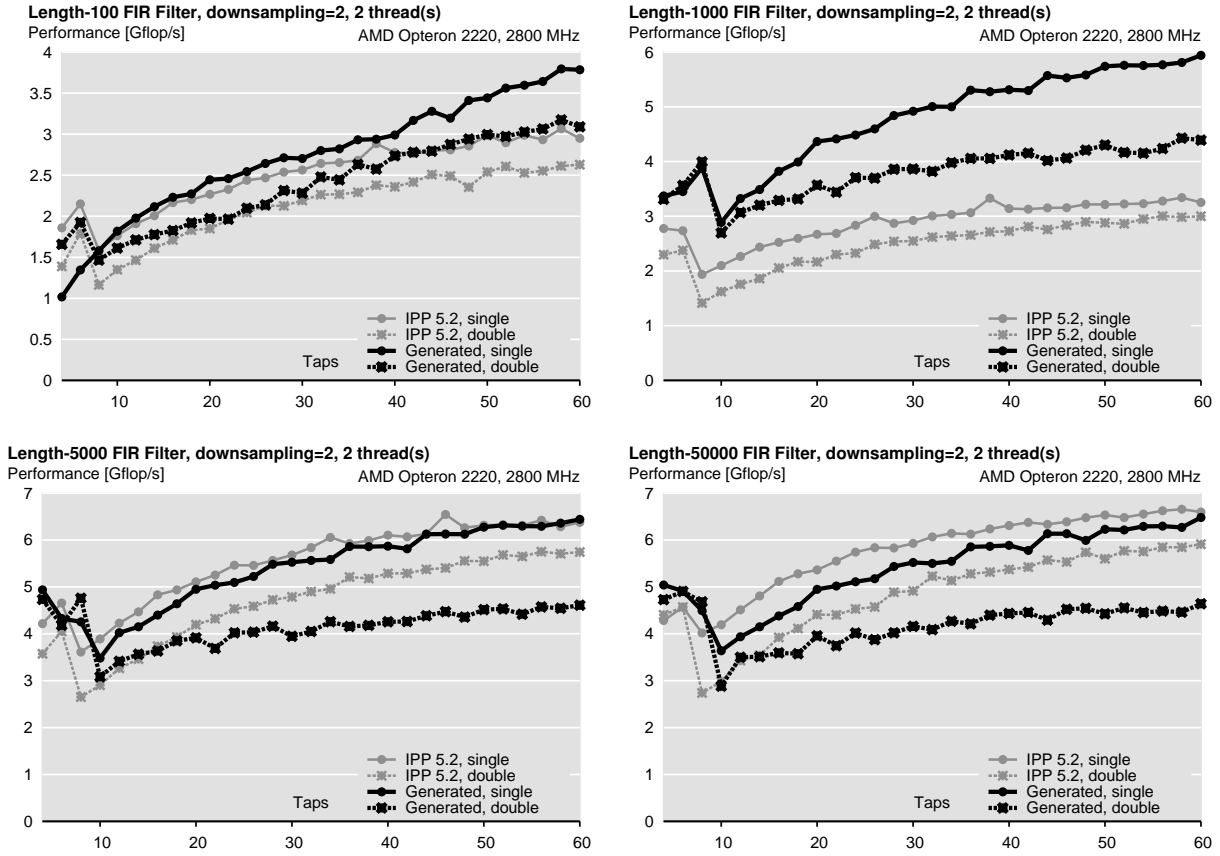 Length-100 FIR Filter, downsampling=2, 2 thread(s)
Performance [Gflop/s]
AMD Opteron 2220, 2800 MHz
4
3.5
3
2.5
2
1.5
1
0.5
0
IPP 5.2, single
IPP 5.2, double
Generated, single
Generated, double
Taps
10
20
30
40
50
60
Length-1000 FIR Filter, downsampling=2, 2 thread(s)
Performance [Gflop/s]
AMD Opteron 2220, 2800 MHz
6
5
4
3
2
1
0
IPP 5.2, single
IPP 5.2, double
Generated, single
Generated, double
Taps
10
20
30
40
50
60
Length-5000 FIR Filter, downsampling=2, 2 thread(s)
Performance [Gflop/s]
AMD Opteron 2220, 2800 MHz
7
6
5
4
3
2
1
0
IPP 5.2, single
IPP 5.2, double
Generated, single
Generated, double
Taps
10
20
30
40
50
60
Length-50000 FIR Filter, downsampling=2, 2 thread(s)
Performance [Gflop/s]
AMD Opteron 2220, 2800 MHz
7
6
5
4
3
2
1
0
IPP 5.2, single
IPP 5.2, double
Generated, single
Generated, double
Taps
10
20
30
40
50
60